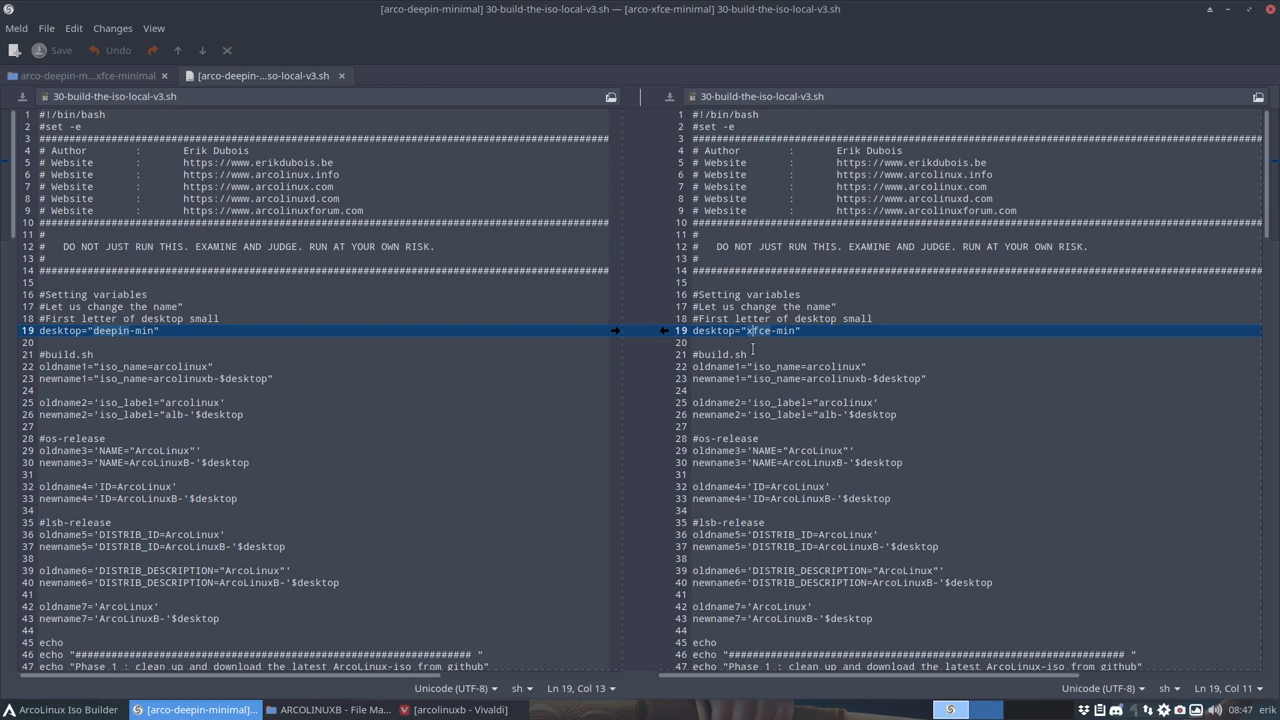 [arco-deepin-minimal] 30-build-the-iso-local-v3.sh — [arco-xfce-minimal] 30-build-the-iso-local-v3.sh
Meld File Edit Changes View
Save Undo
arco-deepin-m...xfce-minimal [arco-deepin-...so-local-v3.sh
30-build-the-iso-local-v3.sh
1 #!/bin/bash
2 #set -e
3 ###############################################################################################
4 # Author : Erik Dubois
5 # Website : https://www.erikdubois.be
6 # Website : https://www.arcolinux.info
7 # Website : https://www.arcolinux.com
8 # Website : https://www.arcolinuxd.com
9 # Website : https://www.arcolinuxforum.com
10 ###############################################################################################
11 #
12 # DO NOT JUST RUN THIS. EXAMINE AND JUDGE. RUN AT YOUR OWN RISK.
13 #
14 ###############################################################################################
15
16 #Setting variables
17 #Let us change the name"
18 #First letter of desktop small
19 desktop="deepin-min"
20
21 #build.sh
22 oldname1="iso_name=arcolinux"
23 newname1="iso_name=arcolinuxb-$desktop"
24
25 oldname2='iso_label="arcolinux'
26 newname2='iso_label="alb-'$desktop
27
28 #os-release
29 oldname3='NAME="ArcoLinux"'
30 newname3='NAME=ArcoLinuxB-'$desktop
31
32 oldname4='ID=ArcoLinux'
33 newname4='ID=ArcoLinuxB-'$desktop
34
35 #lsb-release
36 oldname5='DISTRIB_ID=ArcoLinux'
37 newname5='DISTRIB_ID=ArcoLinuxB-'$desktop
38
39 oldname6='DISTRIB_DESCRIPTION="ArcoLinux"'
40 newname6='DISTRIB_DESCRIPTION=ArcoLinuxB-'$desktop
41
42 oldname7='ArcoLinux'
43 newname7='ArcoLinuxB-'$desktop
44
45 echo
46 echo "################################################################## "
47 echo "Phase 1 : clean up and download the latest ArcoLinux-iso from github"
Unicode (UTF-8) sh Ln 19, Col 13
30-build-the-iso-local-v3.sh
1 #!/bin/bash
2 #set -e
3 ###############################################################################################
4 # Author : Erik Dubois
5 # Website : https://www.erikdubois.be
6 # Website : https://www.arcolinux.info
7 # Website : https://www.arcolinux.com
8 # Website : https://www.arcolinuxd.com
9 # Website : https://www.arcolinuxforum.com
10 ###############################################################################################
11 #
12 # DO NOT JUST RUN THIS. EXAMINE AND JUDGE. RUN AT YOUR OWN RISK.
13 #
14 ###############################################################################################
15
16 #Setting variables
17 #Let us change the name"
18 #First letter of desktop small
19 desktop="xfce-min"
20
21 #build.sh
22 oldname1="iso_name=arcolinux"
23 newname1="iso_name=arcolinuxb-$desktop"
24
25 oldname2='iso_label="arcolinux'
26 newname2='iso_label="alb-'$desktop
27
28 #os-release
29 oldname3='NAME="ArcoLinux"'
30 newname3='NAME=ArcoLinuxB-'$desktop
31
32 oldname4='ID=ArcoLinux'
33 newname4='ID=ArcoLinuxB-'$desktop
34
35 #lsb-release
36 oldname5='DISTRIB_ID=ArcoLinux'
37 newname5='DISTRIB_ID=ArcoLinuxB-'$desktop
38
39 oldname6='DISTRIB_DESCRIPTION="ArcoLinux"'
40 newname6='DISTRIB_DESCRIPTION=ArcoLinuxB-'$desktop
41
42 oldname7='ArcoLinux'
43 newname7='ArcoLinuxB-'$desktop
44
45 echo
46 echo "################################################################## "
47 echo "Phase 1 : clean up and download the latest ArcoLinux-iso from github"
Unicode (UTF-8) sh Ln 19, Col 11
ArcoLinux Iso Builder [arco-deepin-minimal]... ARCOLINUXB - File Ma... [arcolinuxb - Vivaldi] 08:47 erik